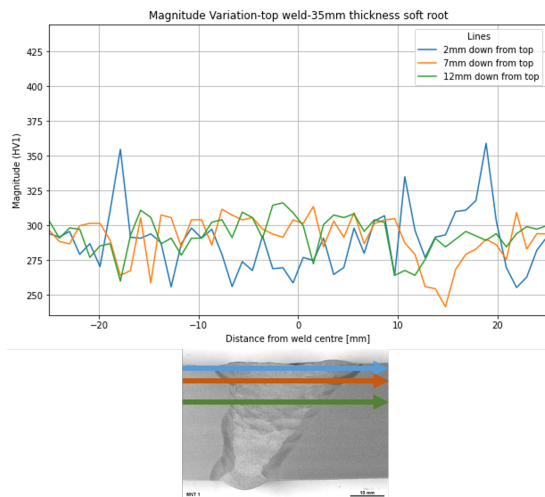 Magnitude Variation-top weld-35mm thickness soft root
Lines
2mm down from top
7mm down from top
12mm down from top
Magnitude (HV1)
425
400
375
350
325
300
275
250
−20
−10
0
10
20
Distance from weld centre [mm]
NNT 1
10 mm